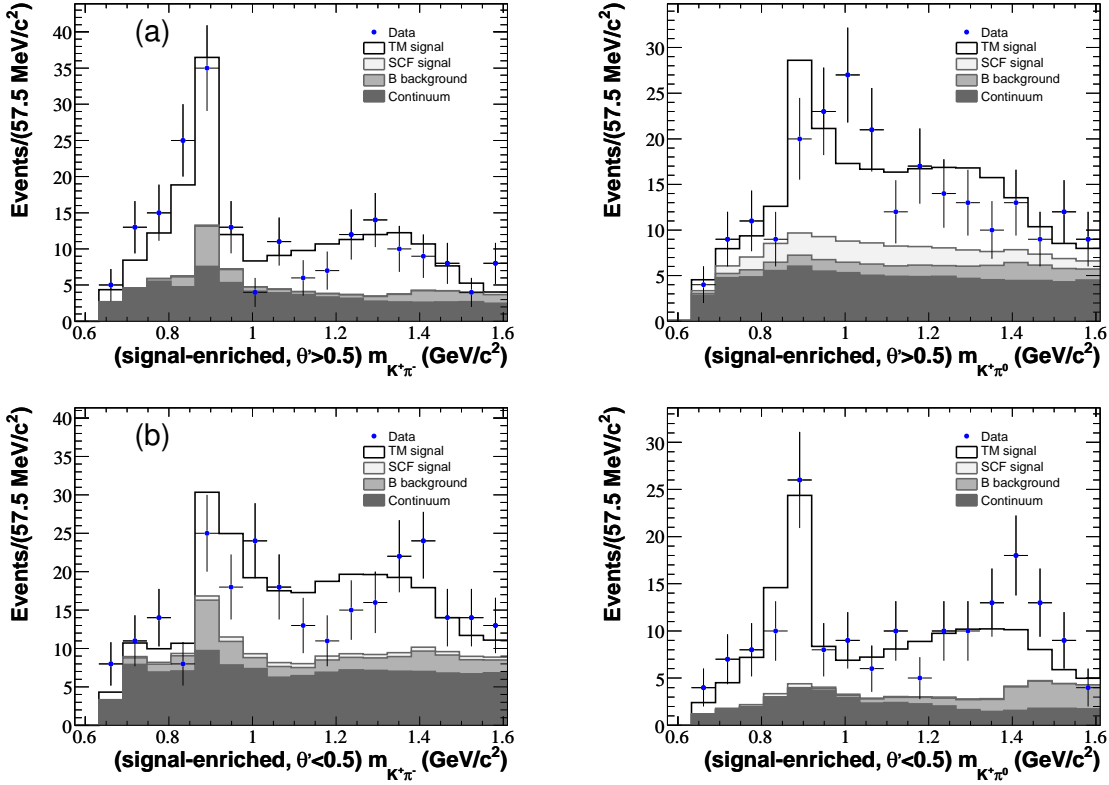 (a)
Events/(57.5 MeV/c²)
40
35
30
25
20
15
10
5
0
Data
TM signal
SCF signal
B background
Continuum
0.6 0.8 1 1.2 1.4 1.6
(signal-enriched, θ'>0.5) m_{K⁺π⁻} (GeV/c²)
Events/(57.5 MeV/c²)
30
25
20
15
10
5
0
Data
TM signal
SCF signal
B background
Continuum
0.6 0.8 1 1.2 1.4 1.6
(signal-enriched, θ'>0.5) m_{K⁺π⁰} (GeV/c²)
(b)
Events/(57.5 MeV/c²)
40
35
30
25
20
15
10
5
0
Data
TM signal
SCF signal
B background
Continuum
0.6 0.8 1 1.2 1.4 1.6
(signal-enriched, θ'<0.5) m_{K⁺π⁻} (GeV/c²)
Events/(57.5 MeV/c²)
30
25
20
15
10
5
0
Data
TM signal
SCF signal
B background
Continuum
0.6 0.8 1 1.2 1.4 1.6
(signal-enriched, θ'<0.5) m_{K⁺π⁰} (GeV/c²)